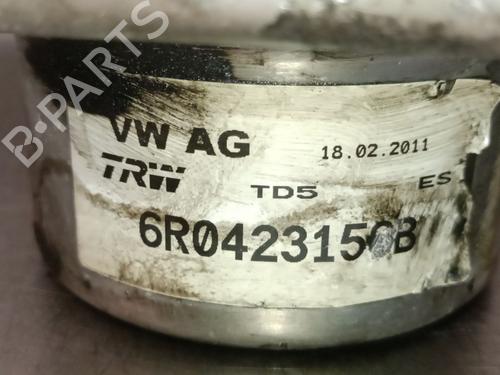 B-PARTS
VW AG
18.02.2011
TRW
TD5
ES
6R0423156B